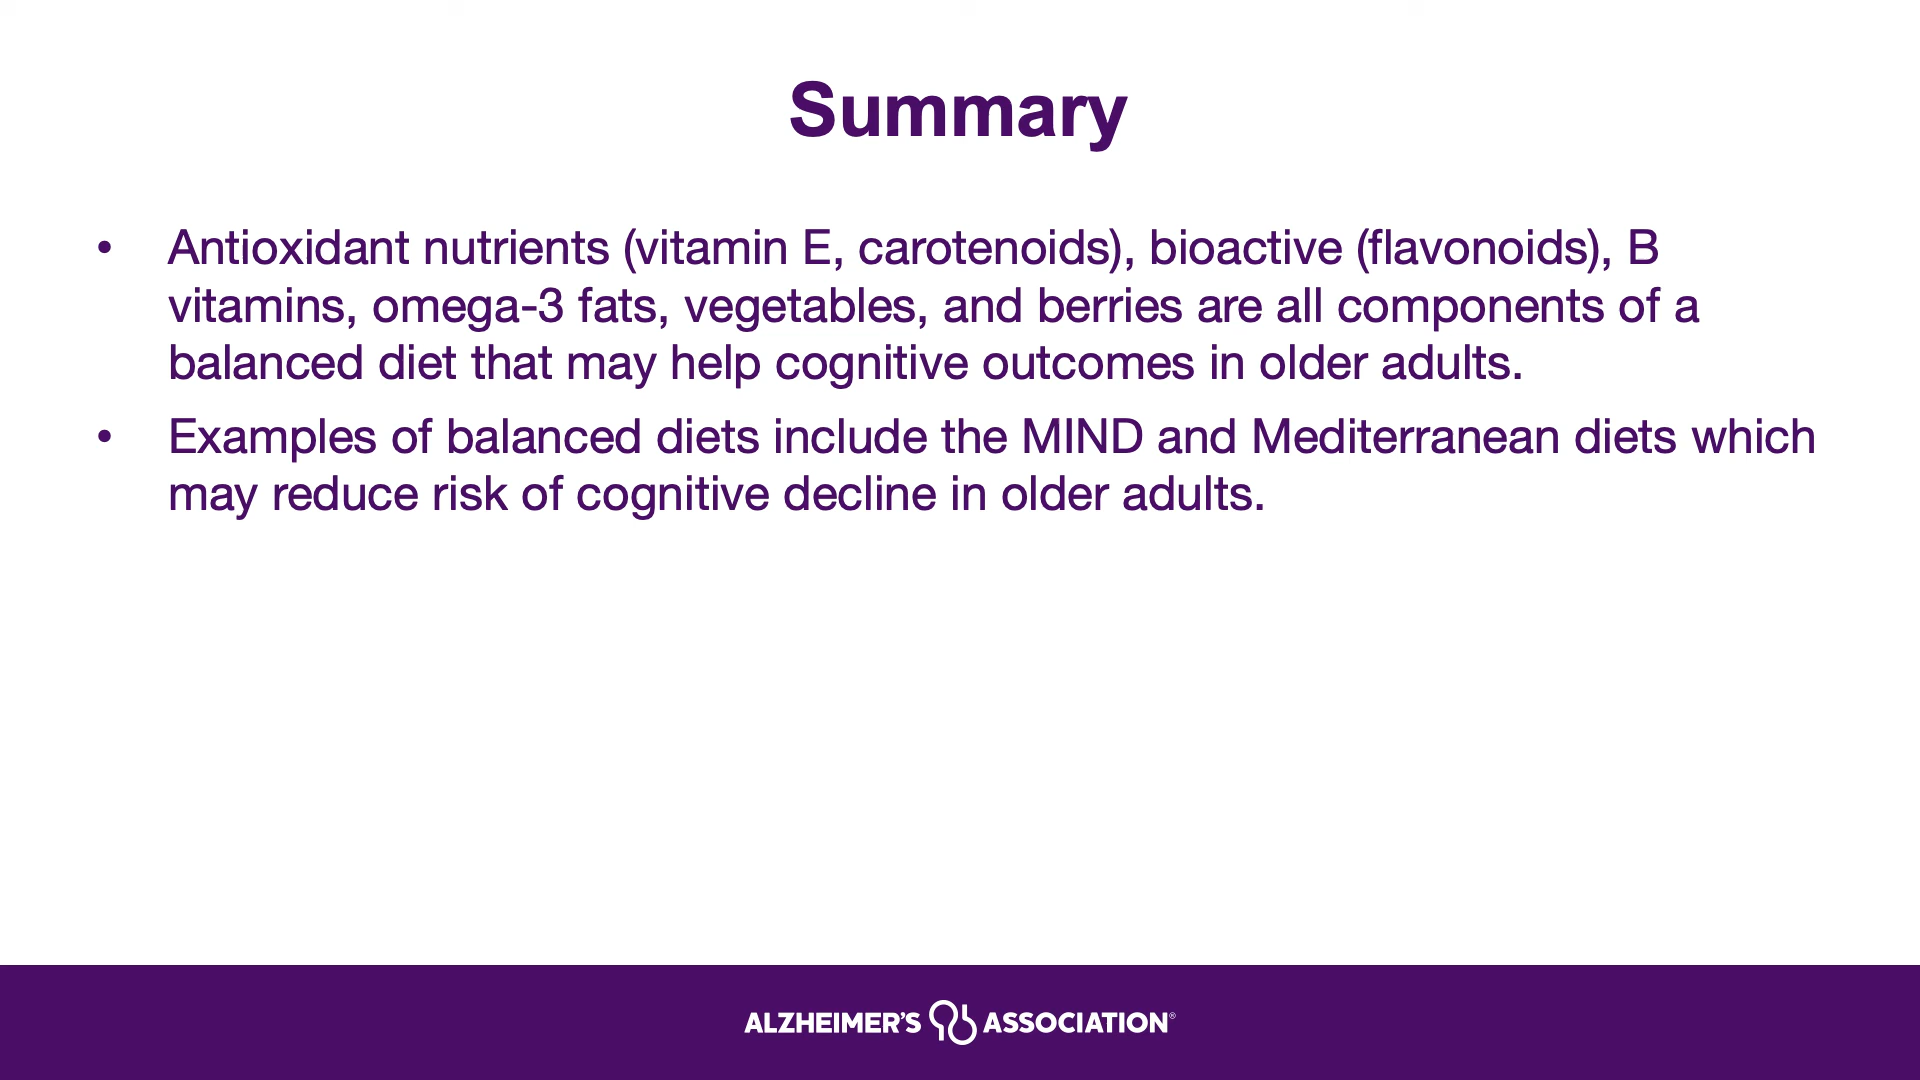 Summary
• Antioxidant nutrients (vitamin E, carotenoids), bioactive (flavonoids), B
vitamins, omega-3 fats, vegetables, and berries are all components of a
balanced diet that may help cognitive outcomes in older adults.
• Examples of balanced diets include the MIND and Mediterranean diets which
may reduce risk of cognitive decline in older adults.
ALZHEIMER'S ASSOCIATION®